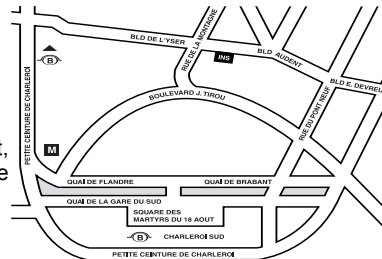 BLD DE L'YSER
RUE DE LA MONTAGNE
INS
BLD AUDENT
BLD E. DEVREU
B
PETITE CEINTURE DE CHARLEROI
BOULEVARD J. TIROU
RUE DU PONT NEUF
t,
e
M
QUAI DE FLANDRE
QUAI DE BRABANT
QUAI DE LA GARE DU SUD
SQUARE DES
MARTYRS DU 18 AOUT
B
CHARLEROI SUD
PETITE CEINTURE DE CHARLEROI